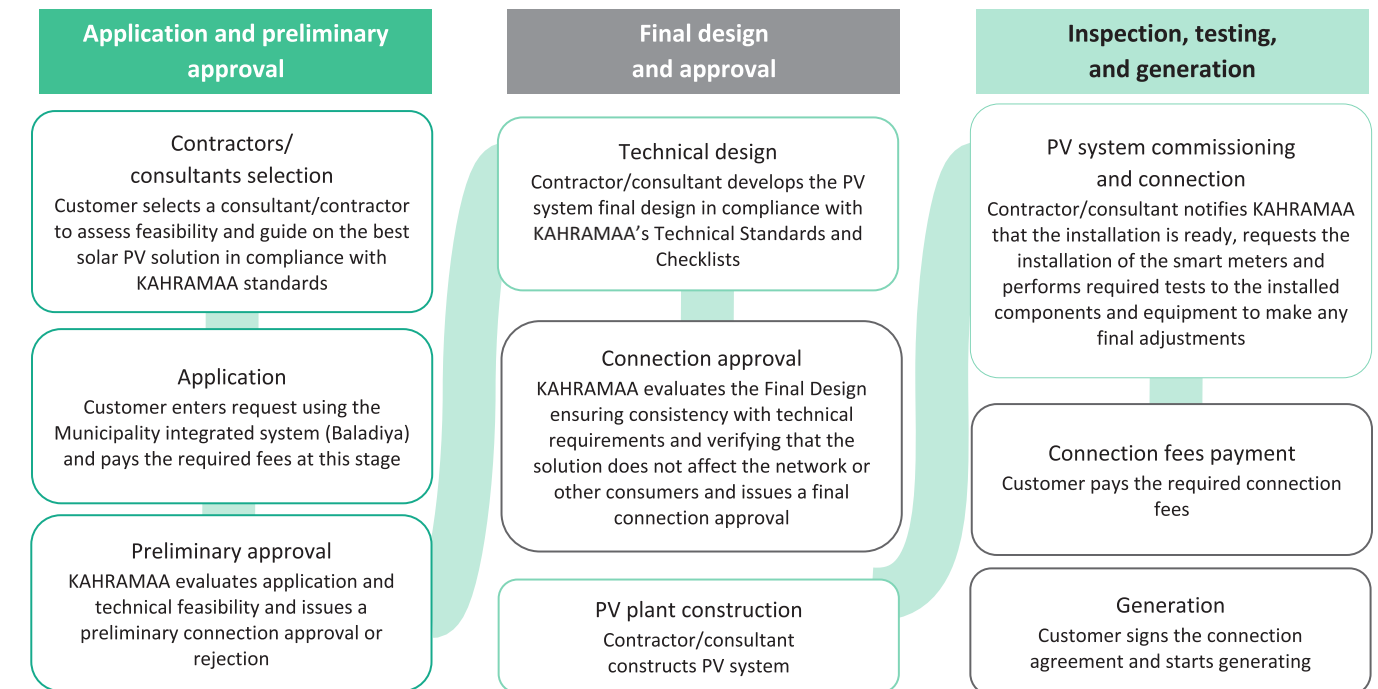 Application and preliminary
approval
Contractors/
consultants selection
Customer selects a consultant/contractor
to assess feasibility and guide on the best
solar PV solution in compliance with
KAHRAMAA standards
Application
Customer enters request using the
Municipality integrated system (Baladiya)
and pays the required fees at this stage
Preliminary approval
KAHRAMAA evaluates application and
technical feasibility and issues a
preliminary connection approval or
rejection
Final design
and approval
Technical design
Contractor/consultant develops the PV
system final design in compliance with
KAHRAMAA’s Technical Standards and
Checklists
Connection approval
KAHRAMAA evaluates the Final Design
ensuring consistency with technical
requirements and verifying that the
solution does not affect the network or
other consumers and issues a final
connection approval
PV plant construction
Contractor/consultant
constructs PV system
Inspection, testing,
and generation
PV system commissioning
and connection
Contractor/consultant notifies KAHRAMAA
that the installation is ready, requests the
installation of the smart meters and
performs required tests to the installed
components and equipment to make any
final adjustments
Connection fees payment
Customer pays the required connection
fees
Generation
Customer signs the connection
agreement and starts generating